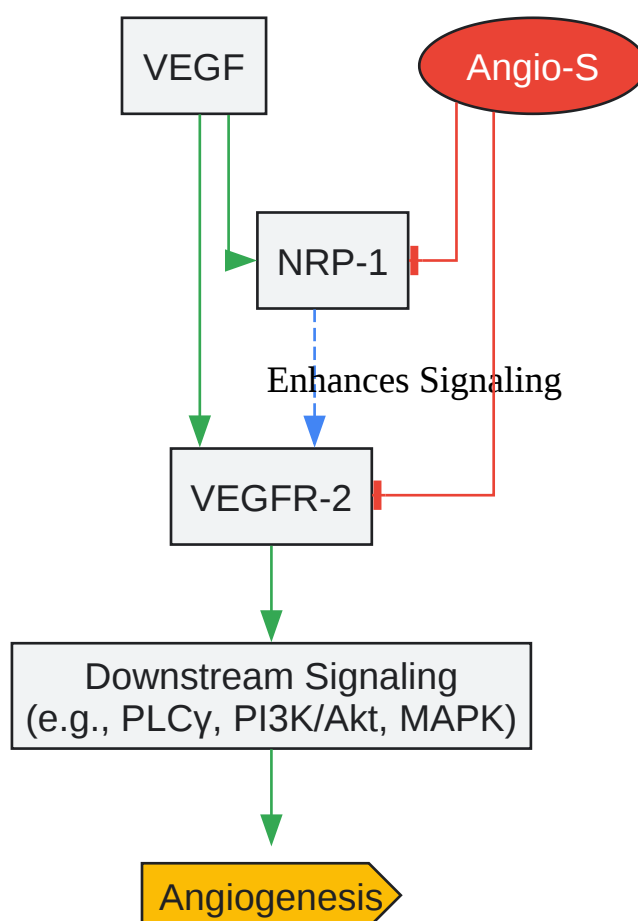 VEGF
Angio-S
NRP-1
Enhances Signaling
VEGFR-2
Downstream Signaling
(e.g., PLCγ, PI3K/Akt, MAPK)
Angiogenesis